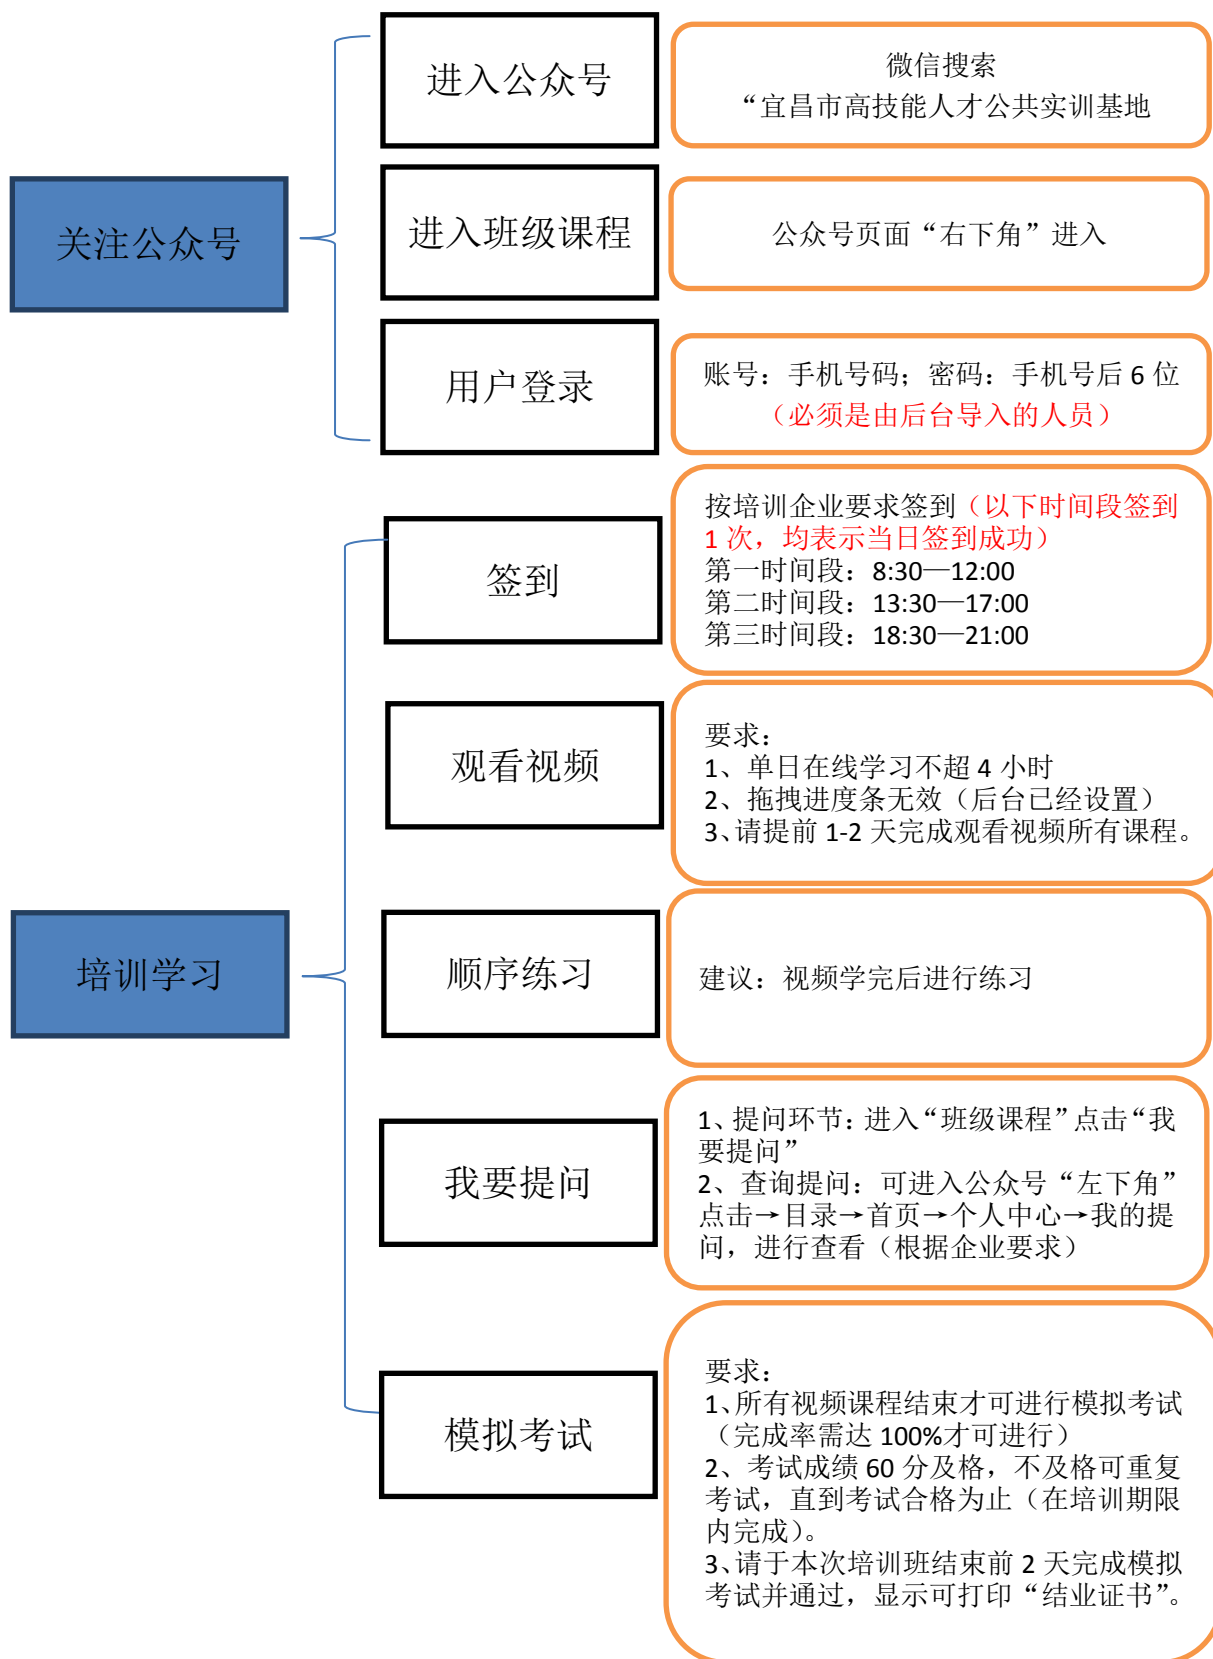 关注公众号
进入公众号
微信搜索
“宜昌市高技能人才公共实训基地
进入班级课程
公众号页面“右下角”进入
用户登录
账号：手机号码；密码：手机号后 6 位
（必须是由后台导入的人员）
培训学习
签到
按培训企业要求签到（以下时间段签到
1 次，均表示当日签到成功）
第一时间段：8:30—12:00
第二时间段：13:30—17:00
第三时间段：18:30—21:00
观看视频
要求：
1、单日在线学习不超 4 小时
2、拖拽进度条无效（后台已经设置）
3、请提前 1-2 天完成观看视频所有课程。
顺序练习
建议：视频学完后进行练习
我要提问
1、提问环节：进入“班级课程”点击“我
要提问”
2、查询提问：可进入公众号“左下角”
点击→目录→首页→个人中心→我的提
问，进行查看（根据企业要求）
模拟考试
要求：
1、所有视频课程结束才可进行模拟考试
（完成率需达 100%才可进行）
2、考试成绩 60 分及格，不及格可重复
考试，直到考试合格为止（在培训期限
内完成）。
3、请于本次培训班结束前 2 天完成模拟
考试并通过，显示可打印“结业证书”。